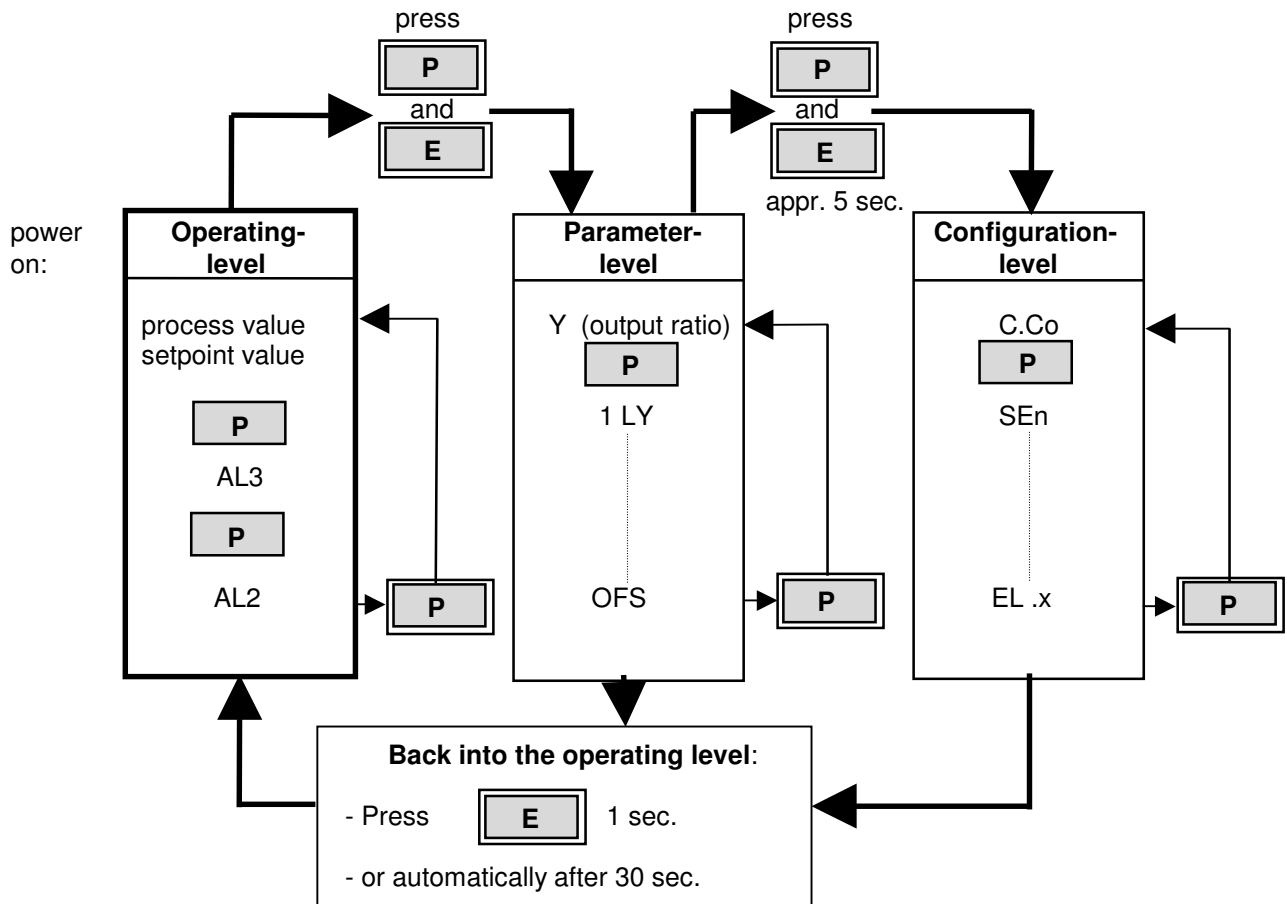 press
P
and
E
press
P
and
E
appr. 5 sec.
power
on:
Operating-
level
process value
setpoint value
P
AL3
P
AL2
P
Parameter-
level
Y (output ratio)
P
1 LY
OFS
P
Configuration-
level
C.Co
P
SEn
EL .x
P
Back into the operating level:
- Press E 1 sec.
- or automatically after 30 sec.